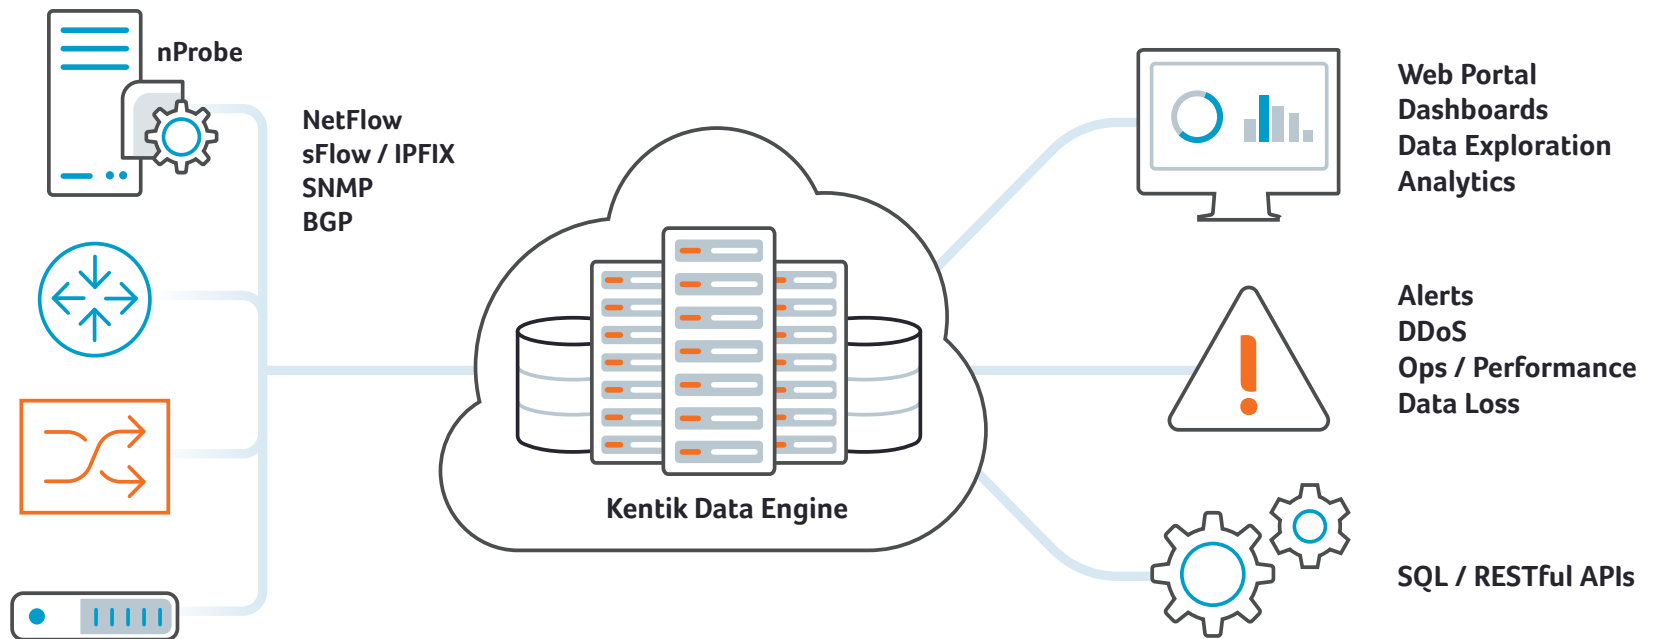 nProbe
NetFlow
sFlow / IPFIX
SNMP
BGP
Kentik Data Engine
Web Portal
Dashboards
Data Exploration
Analytics
Alerts
DDoS
Ops / Performance
Data Loss
SQL / RESTful APIs